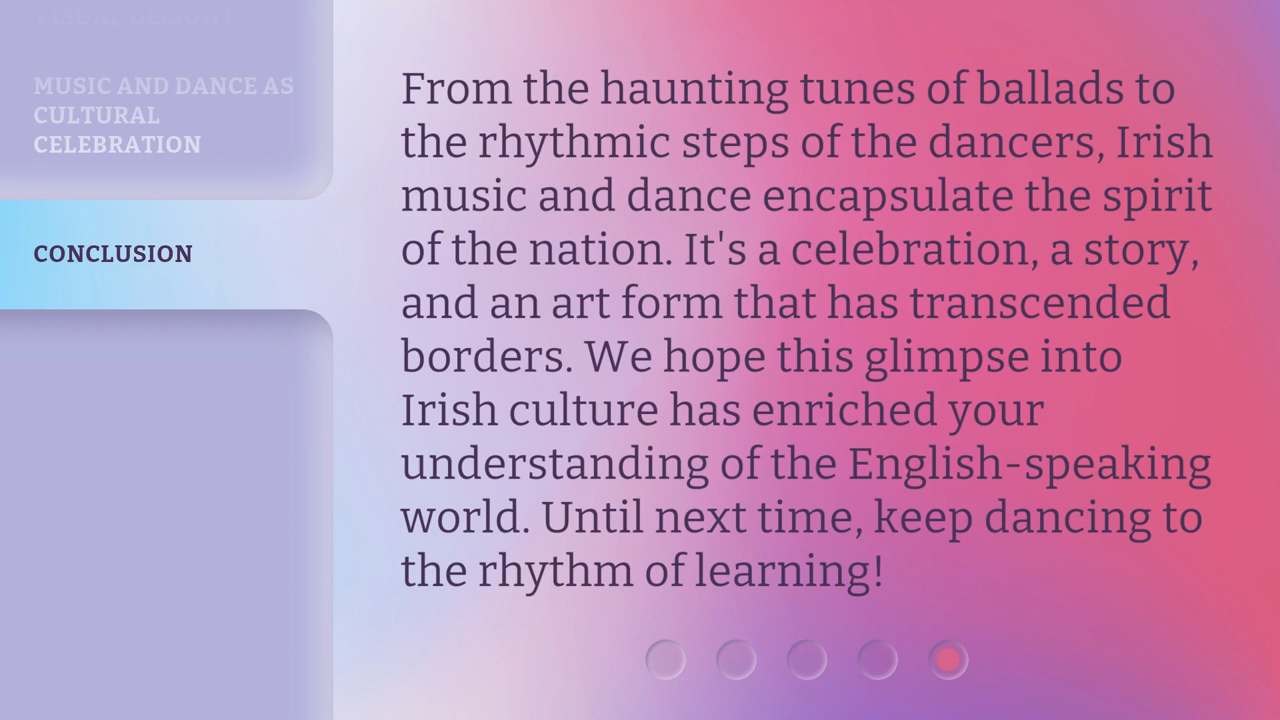 VISUAL DELIGHT
MUSIC AND DANCE AS
CULTURAL
CELEBRATION
CONCLUSION
From the haunting tunes of ballads to
the rhythmic steps of the dancers, Irish
music and dance encapsulate the spirit
of the nation. It's a celebration, a story,
and an art form that has transcended
borders. We hope this glimpse into
Irish culture has enriched your
understanding of the English-speaking
world. Until next time, keep dancing to
the rhythm of learning!